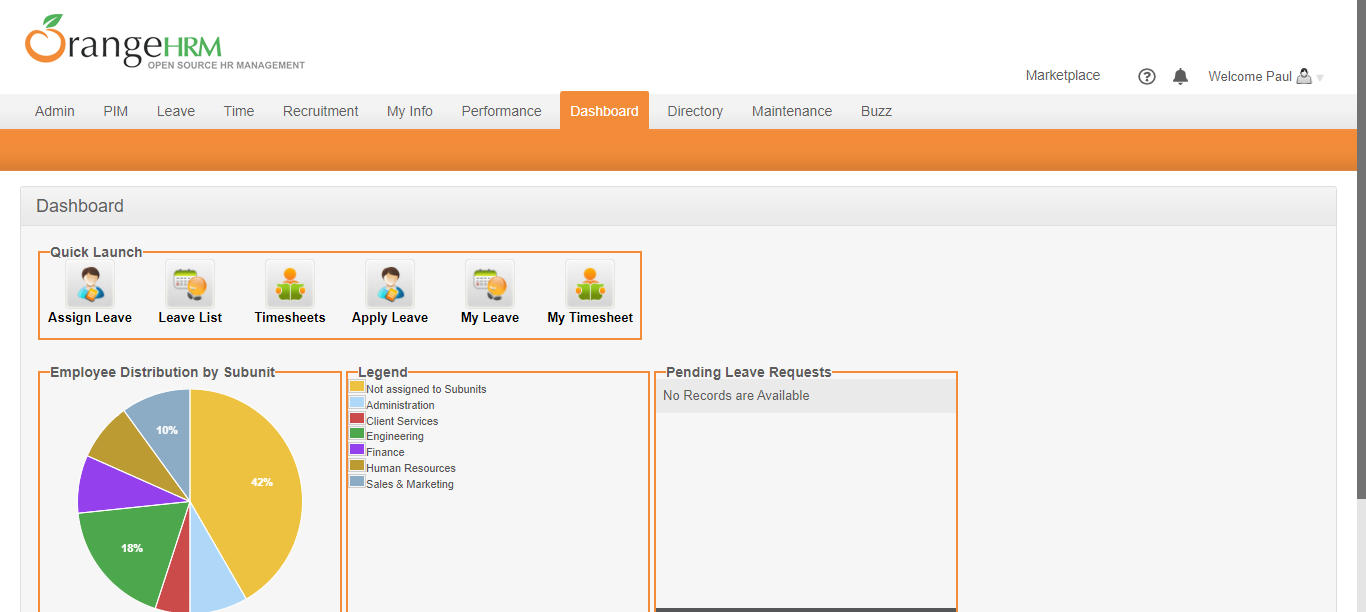 OrangeHRM
OPEN SOURCE HR MANAGEMENT
Marketplace ? Welcome Paul
Admin PIM Leave Time Recruitment My Info Performance Dashboard Directory Maintenance Buzz
Dashboard
Quick Launch
Assign Leave Leave List Timesheets Apply Leave My Leave My Timesheet
Employee Distribution by Subunit
10%
42%
18%
Legend
Not assigned to Subunits
Administration
Client Services
Engineering
Finance
Human Resources
Sales & Marketing
Pending Leave Requests
No Records are Available